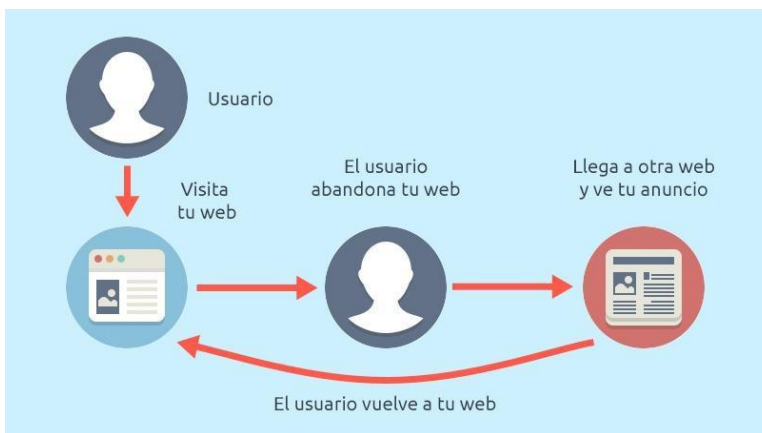 Usuario
Visita
tu web
El usuario
abandona tu web
Llega a otra web
y ve tu anuncio
El usuario vuelve a tu web